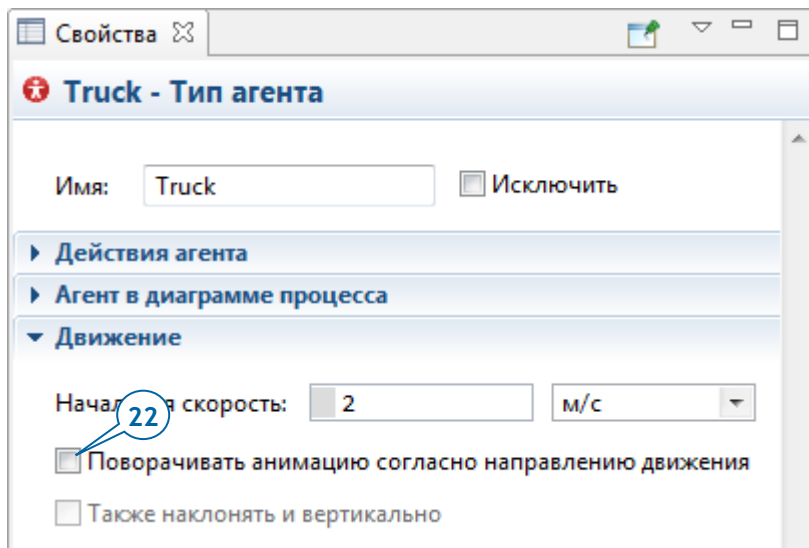 Свойства
Truck - Тип агента
Имя: Truck Исключить
Действия агента
Агент в диаграмме процесса
Движение
скорость: 2 м/с
22
Поворачивать анимацию согласно направлению движения
Также наклонять и вертикально